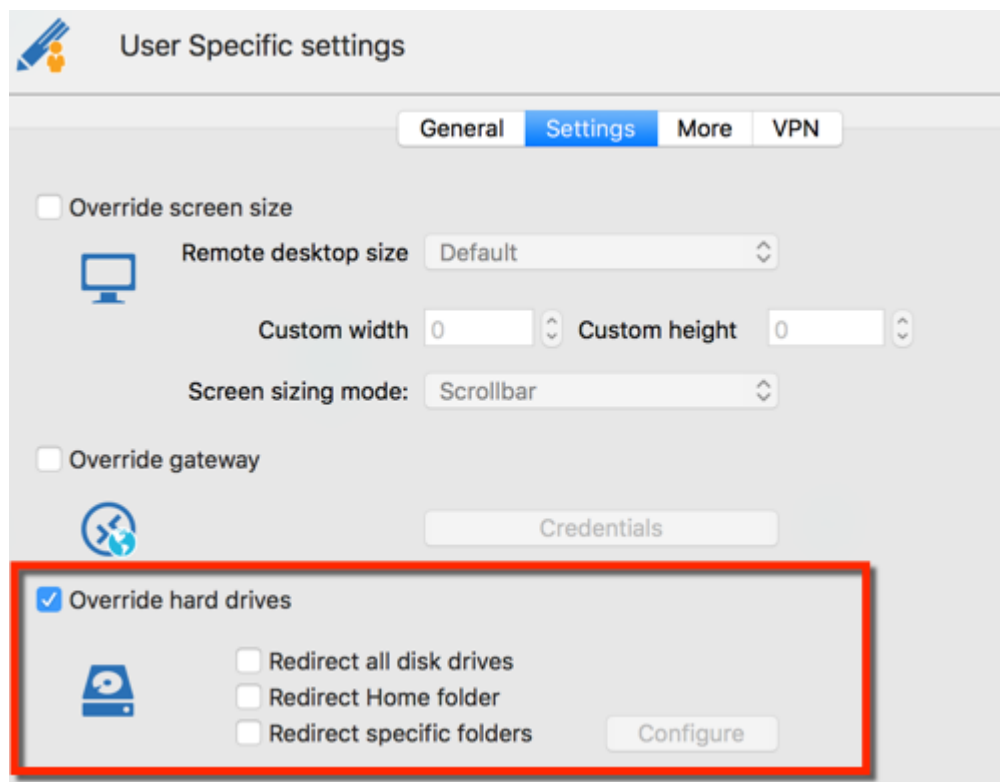 User Specific settings
General Settings More VPN
Override screen size
Remote desktop size Default
Custom width 0 Custom height 0
Screen sizing mode: Scrollbar
Override gateway
Credentials
Override hard drives
Redirect all disk drives
Redirect Home folder
Redirect specific folders Configure